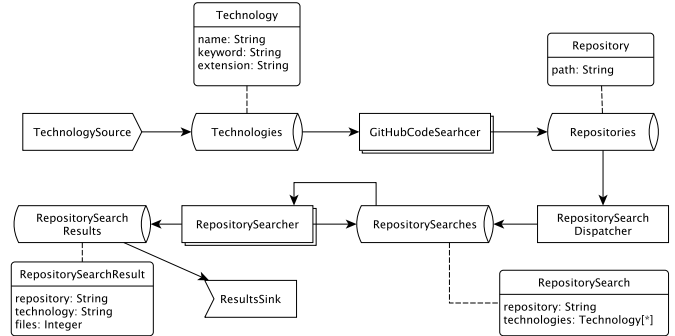 Technology
name: String
keyword: String
extension: String
Repository
path: String
TechnologySource
Technologies
GitHubCodeSearhcer
Repositories
RepositorySearch
Results
RepositorySearcher
RepositorySearches
RepositorySearch
Dispatcher
RepositorySearchResult
repository: String
technology: String
files: Integer
ResultsSink
RepositorySearch
repository: String
technologies: Technology[*]